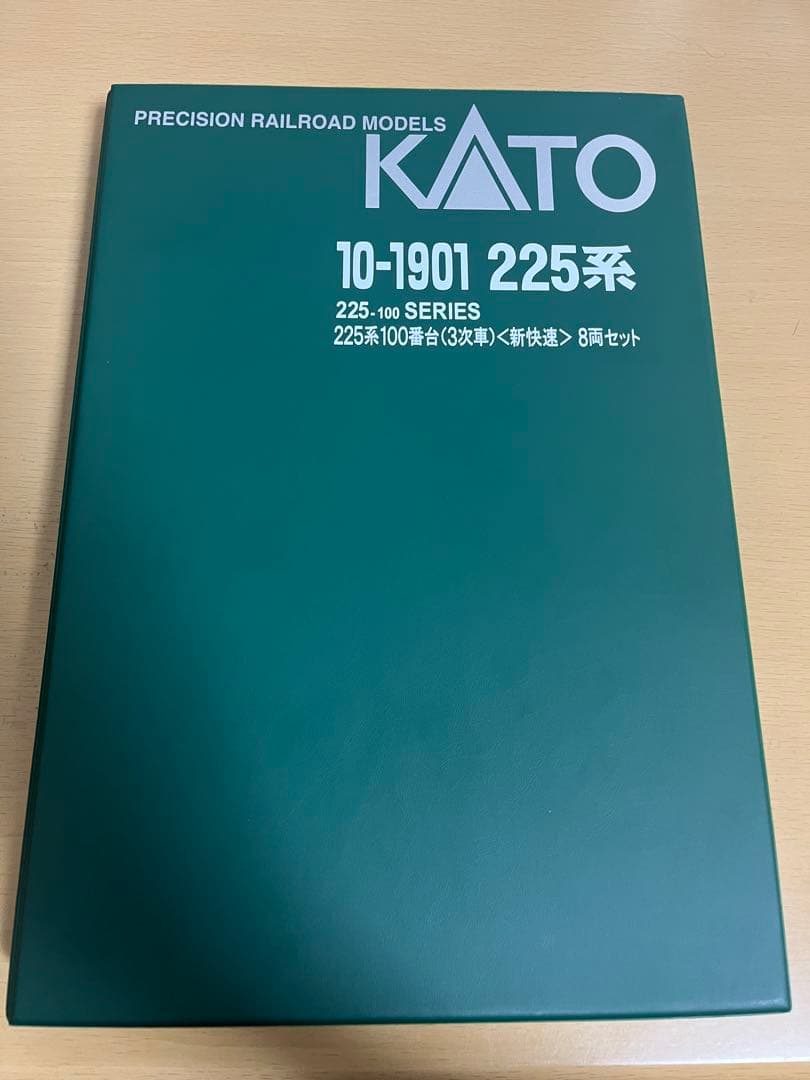 PRECISION RAILROAD MODELS
KATO
10-1901 225系
225-100 SERIES
225系100番台(3次車)<新快速> 8両セット